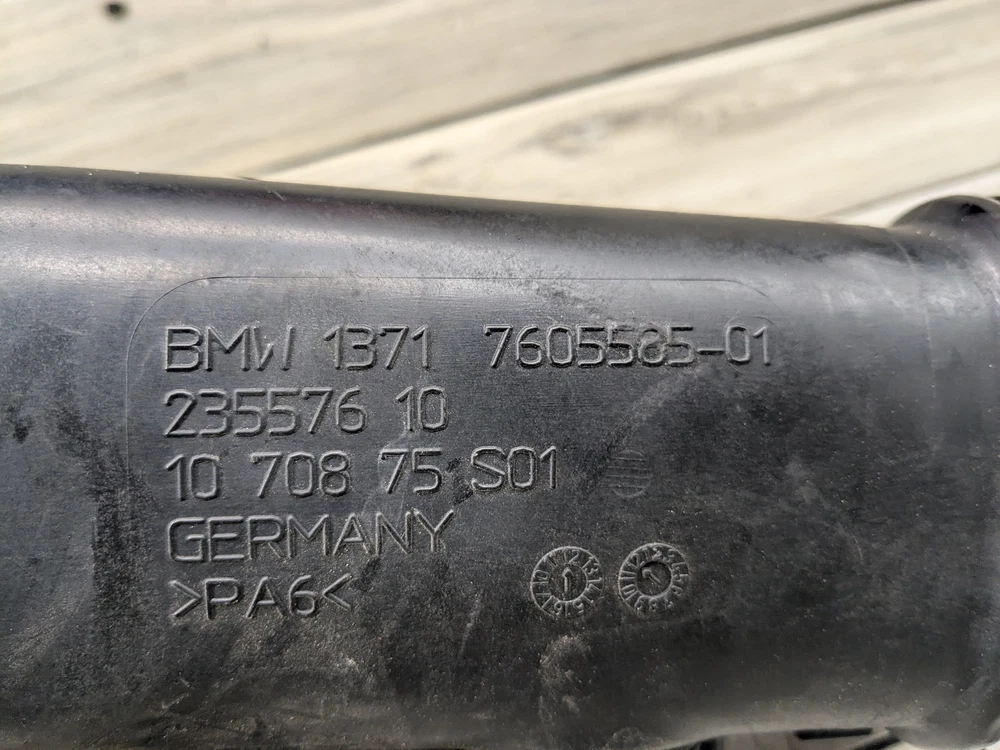 BMW 1371 7605585-01
235576 10
10 708 75 S01
GERMANY
>PA6<